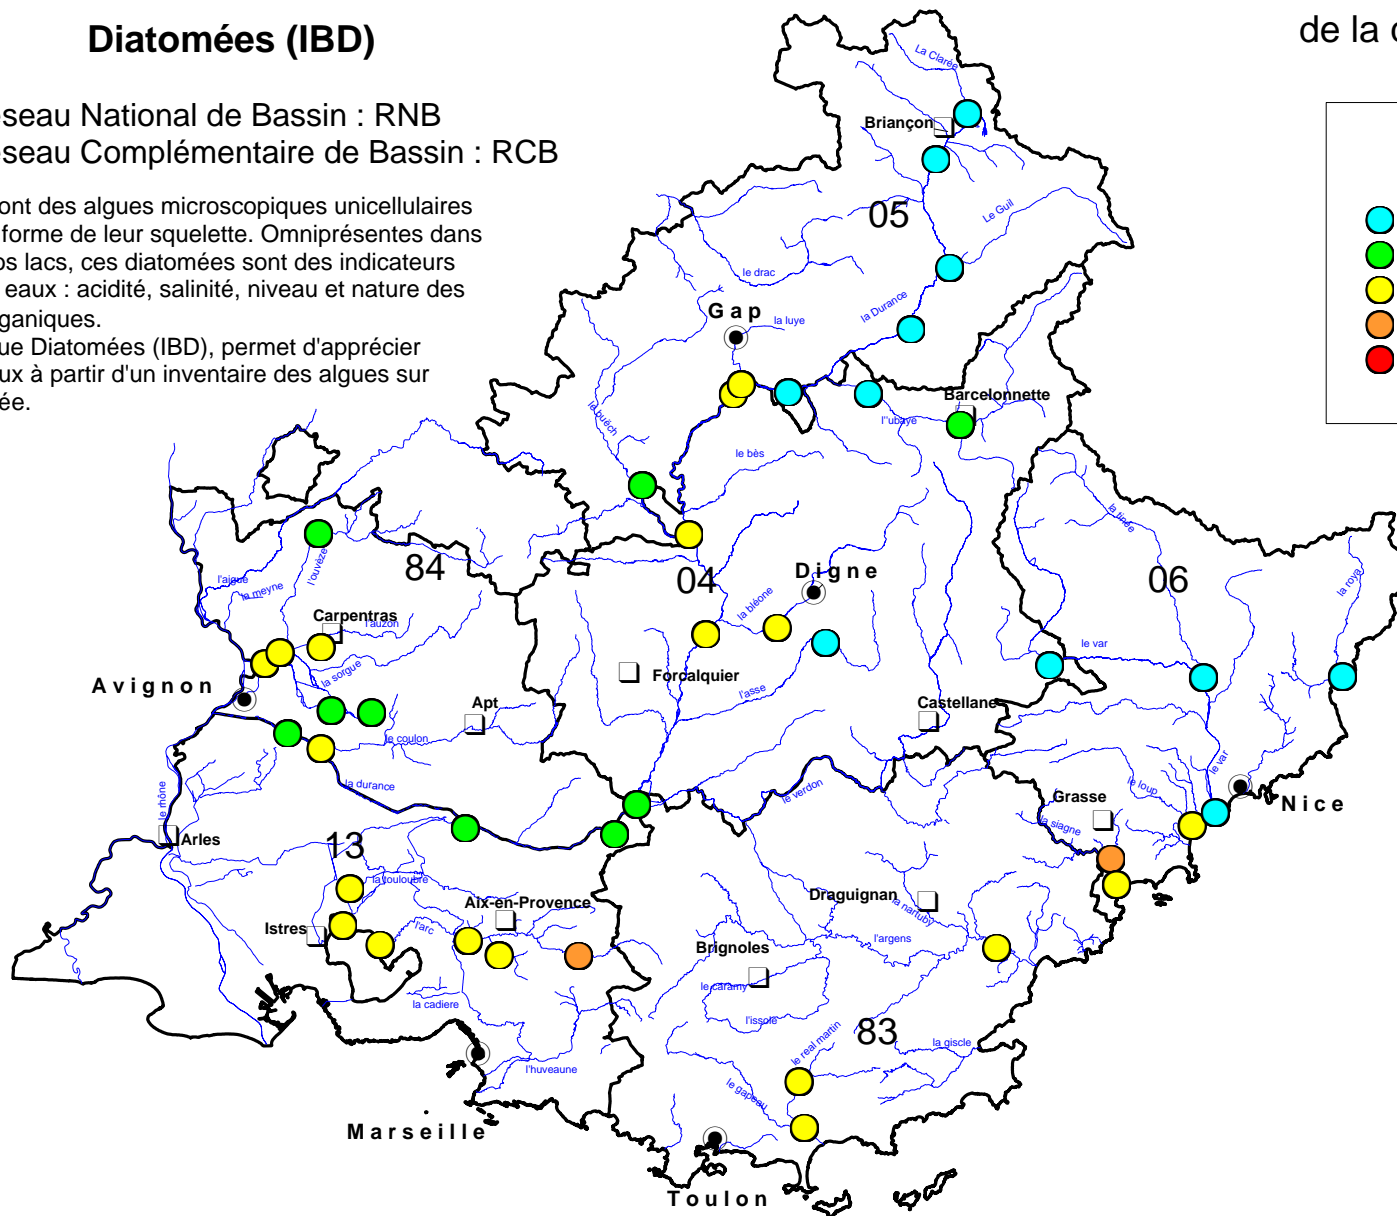 Diatomées (IBD)
de la
seau National de Bassin : RNB
seau Complémentaire de Bassin : RCB
ont des algues microscopiques unicellulaires
forme de leur squelette. Omniprésentes dans
os lacs, ces diatomées sont des indicateurs
eaux : acidité, salinité, niveau et nature des
ganiques.
ue Diatomées (IBD), permet d'apprécier
ux à partir d'un inventaire des algues sur
ée.
La Clarée
Briançon
05
Le Guil
le drac
la Durance
Gap
la luye
Barcelonnette
l''ubaye
le buëch
le bès
la tinée
l'ouvèze
84
04
Digne
06
l'aigue
la meyne
la bléone
la roya
Carpentras
l'auzon
le var
la sorgue
Forcalquier
Avignon
l'asse
Apt
Castellane
le coulon
la durance
le verdon
le loup
le var
Grasse
Nice
le rhône
la siagne
Arles
13
la touloubre
Draguignan
Aix-en-Provence
la nartuby
Istres
l'arc
l'argens
Brignoles
le caramy
la cadiere
l'issole
83
le real martin
la giscle
l'huveaune
le gapeau
Marseille
Toulon